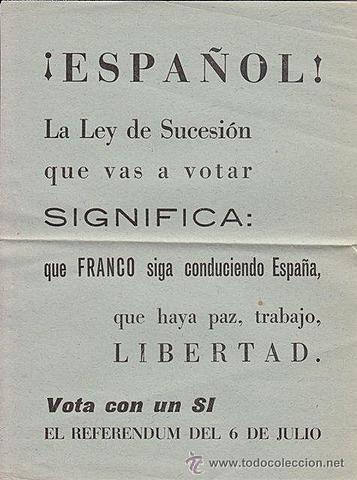 ¡ESPAÑOL!
La Ley de Sucesión
que vas a votar
SIGNIFICA:
que FRANCO siga conduciendo España,
que haya paz, trabajo,
LIBERTAD.
Vota con un SI
EL REFERENDUM DEL 6 DE JULIO
www.todocoleccion.net